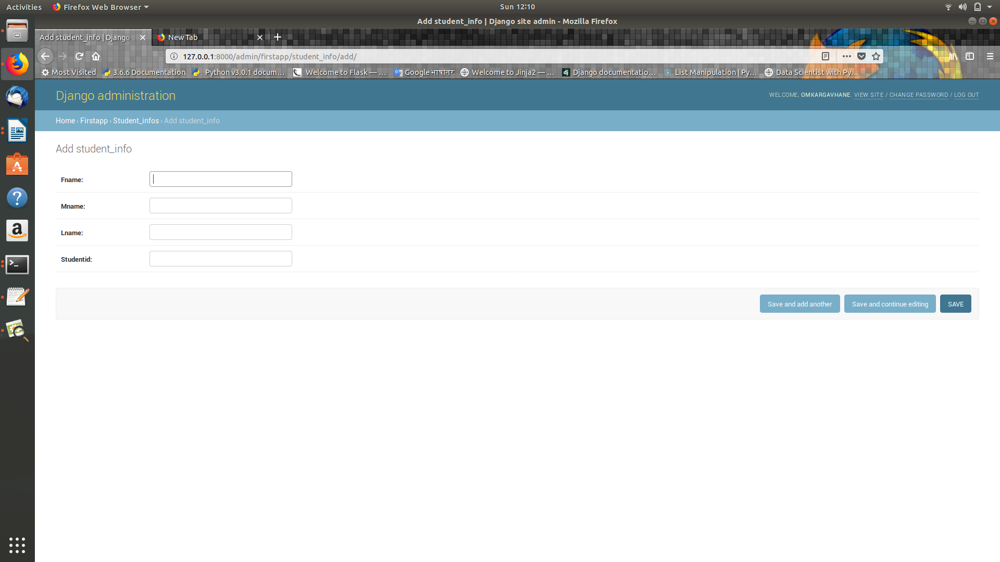 Activities Firefox Web Browser Sun 12:10
Add student_info | Django site admin - Mozilla Firefox
Add student_info | Django s New Tab
127.0.0.1:8000/admin/firstapp/student_info/add/
Most Visited 3.6.6 Documentation Python v3.0.1 docum… Welcome to Flask — … Google भाषांतर Welcome to Jinja2 — … Django documentatio… List Manipulation | Py… Data Scientist with Py…
Django administration WELCOME, OMKARGAVHANE. VIEW SITE / CHANGE PASSWORD / LOG OUT
Home › Firstapp › Student_infos › Add student_info
Add student_info
Fname:
Mname:
Lname:
Studentid:
Save and add another Save and continue editing SAVE